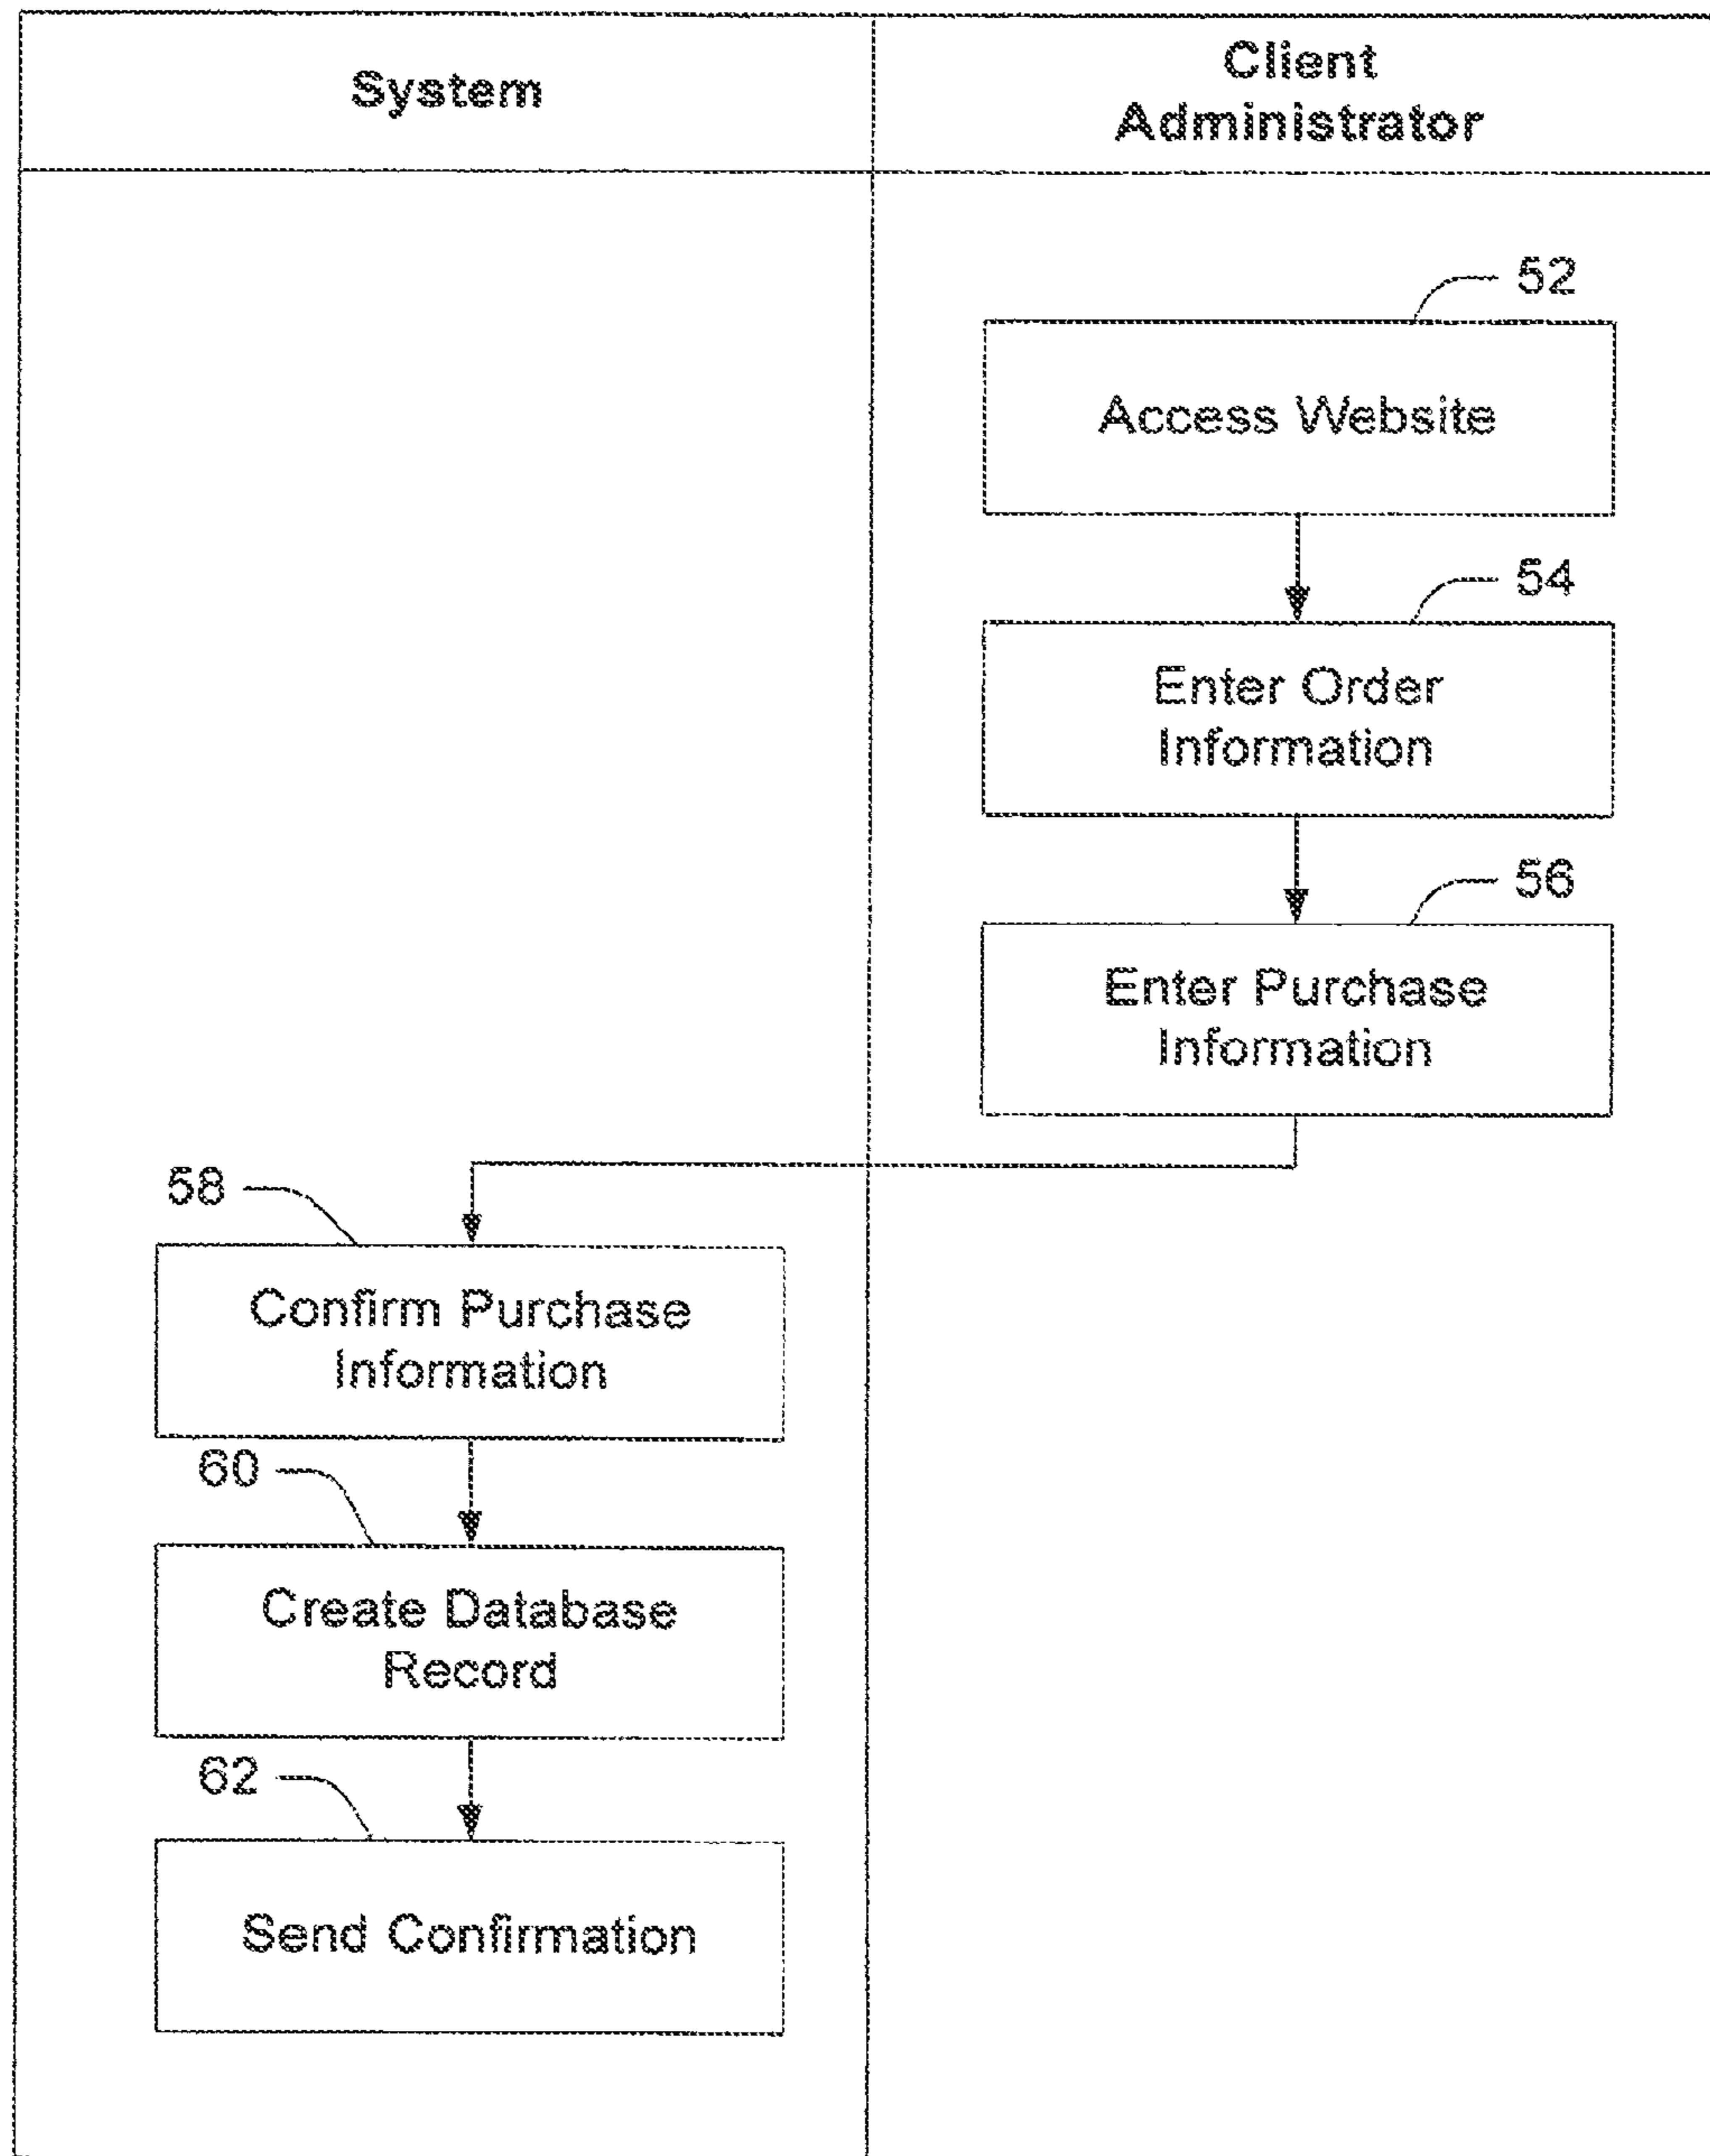 System
Client
Administrator
52
Access Website
54
Enter Order
Information
56
Enter Purchase
Information
58
Confirm Purchase
Information
60
Create Database
Record
62
Send Confirmation